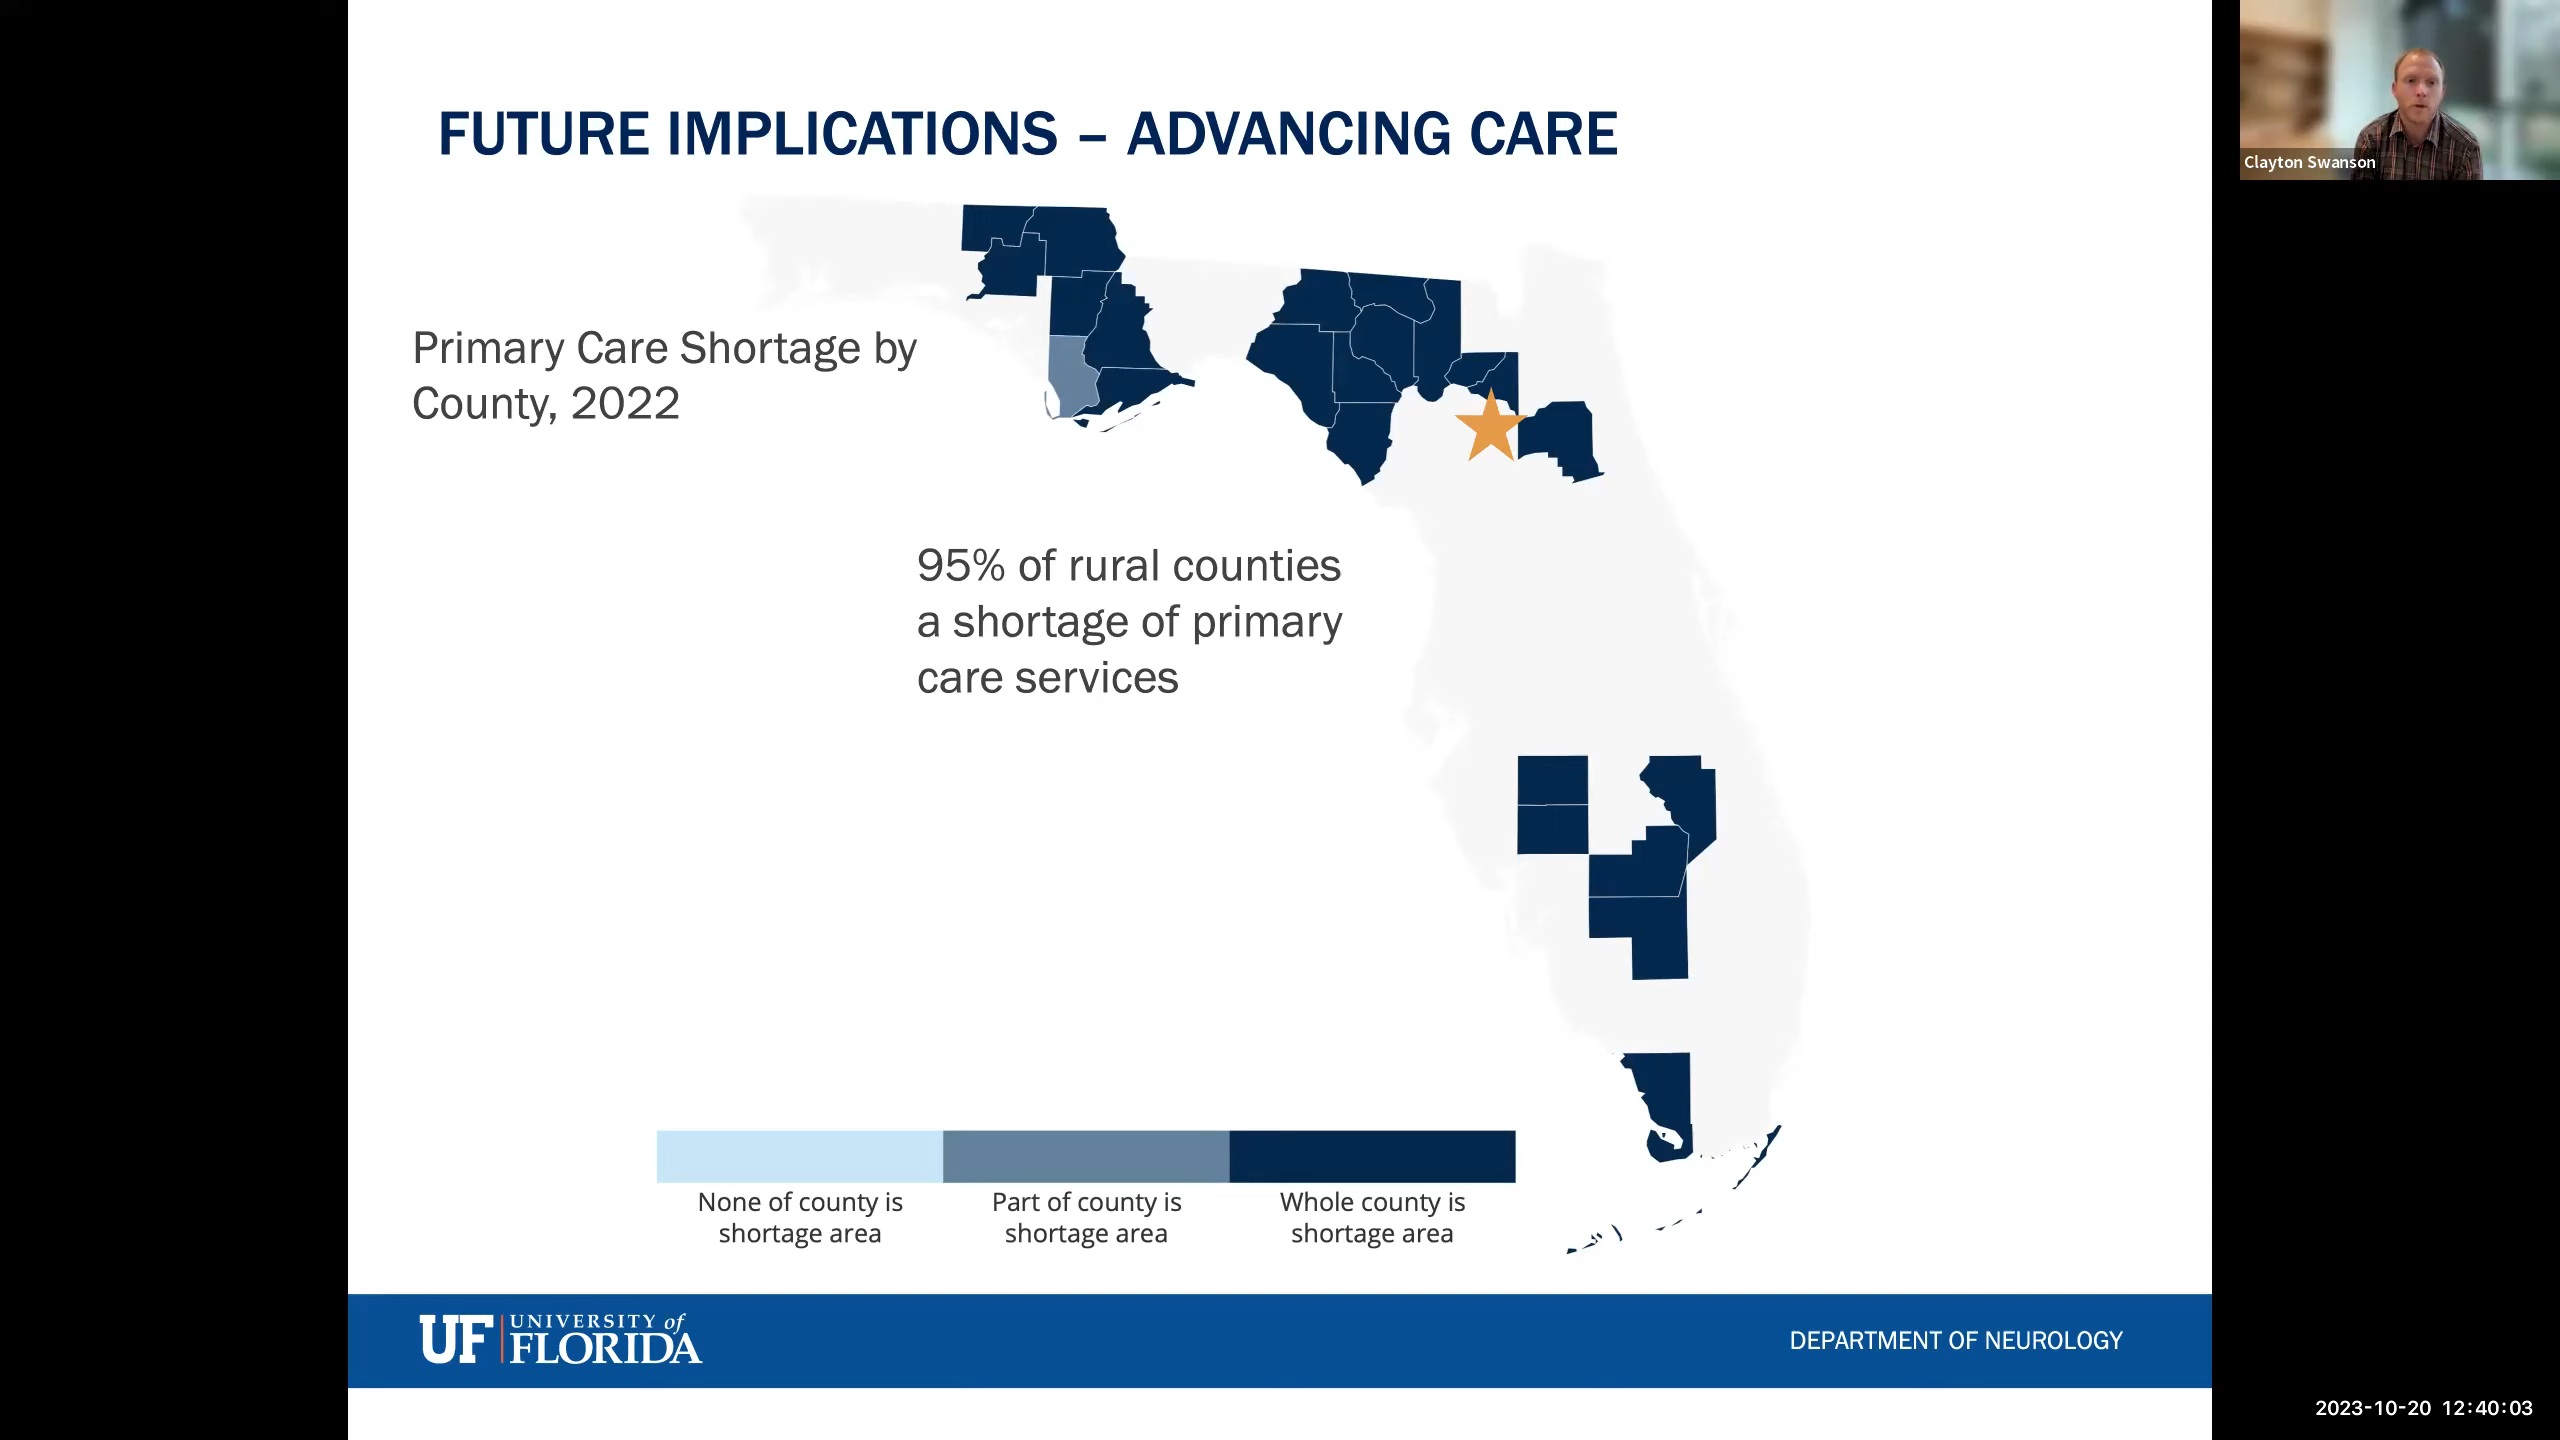 FUTURE IMPLICATIONS – ADVANCING CARE
Clayton Swanson
Primary Care Shortage by
County, 2022
95% of rural counties
a shortage of primary
care services
None of county is
shortage area
Part of county is
shortage area
Whole county is
shortage area
UF UNIVERSITY of
FLORIDA
DEPARTMENT OF NEUROLOGY
2023-10-20 12:40:03